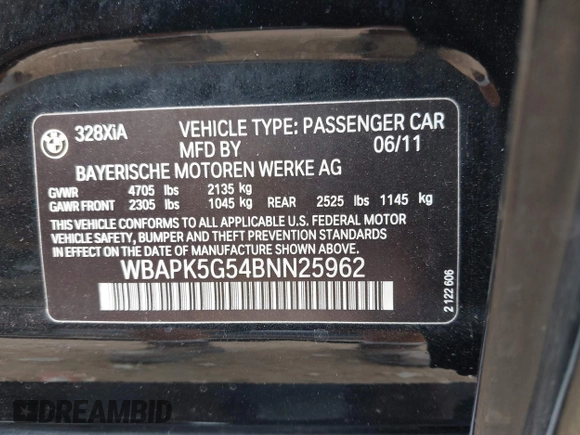 328XiA VEHICLE TYPE: PASSENGER CAR
MFD BY 06/11
BAYERISCHE MOTOREN WERKE AG
GVWR 4705 lbs 2135 kg
GAWR FRONT 2305 lbs 1045 kg REAR 2525 lbs 1145 kg
THIS VEHICLE CONFORMS TO ALL APPLICABLE U.S. FEDERAL MOTOR
VEHICLE SAFETY, BUMPER AND THEFT PREVENTION STANDARDS
IN EFFECT ON THE DATE OF MANUFACTURE SHOWN ABOVE.
WBAPK5G54BNN25962
2 122 606
DREAMBID